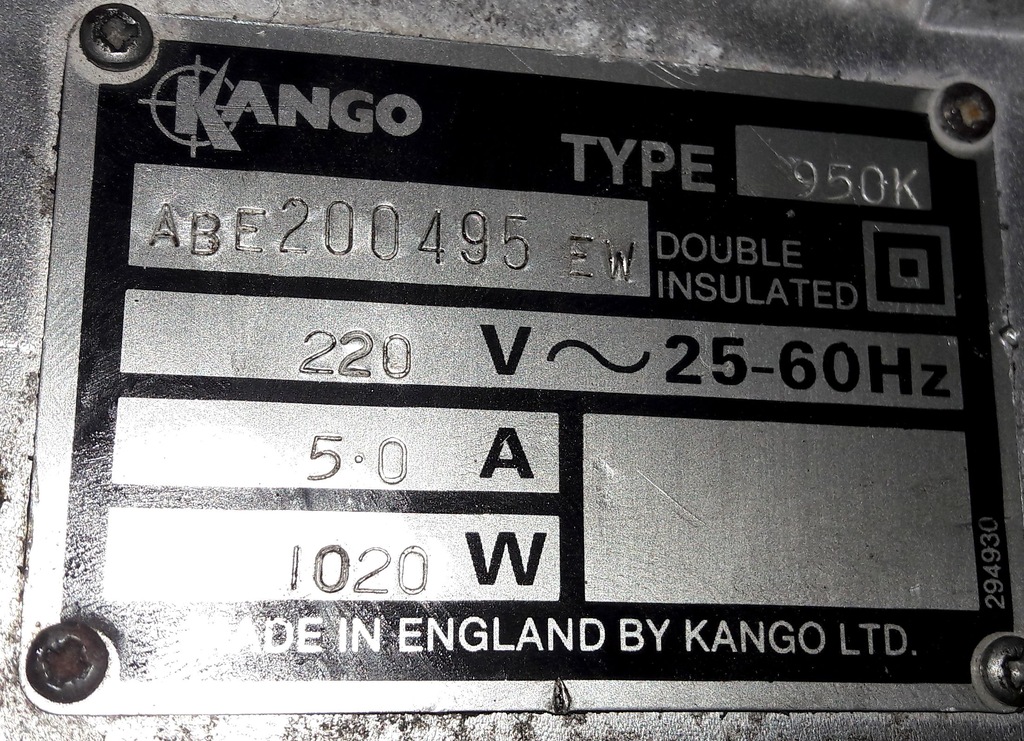 KANGO
TYPE 950K
ABE200495 EW
DOUBLE
INSULATED
220 V ~ 25-60Hz
5.0 A
1020 W
294930
MADE IN ENGLAND BY KANGO LTD.